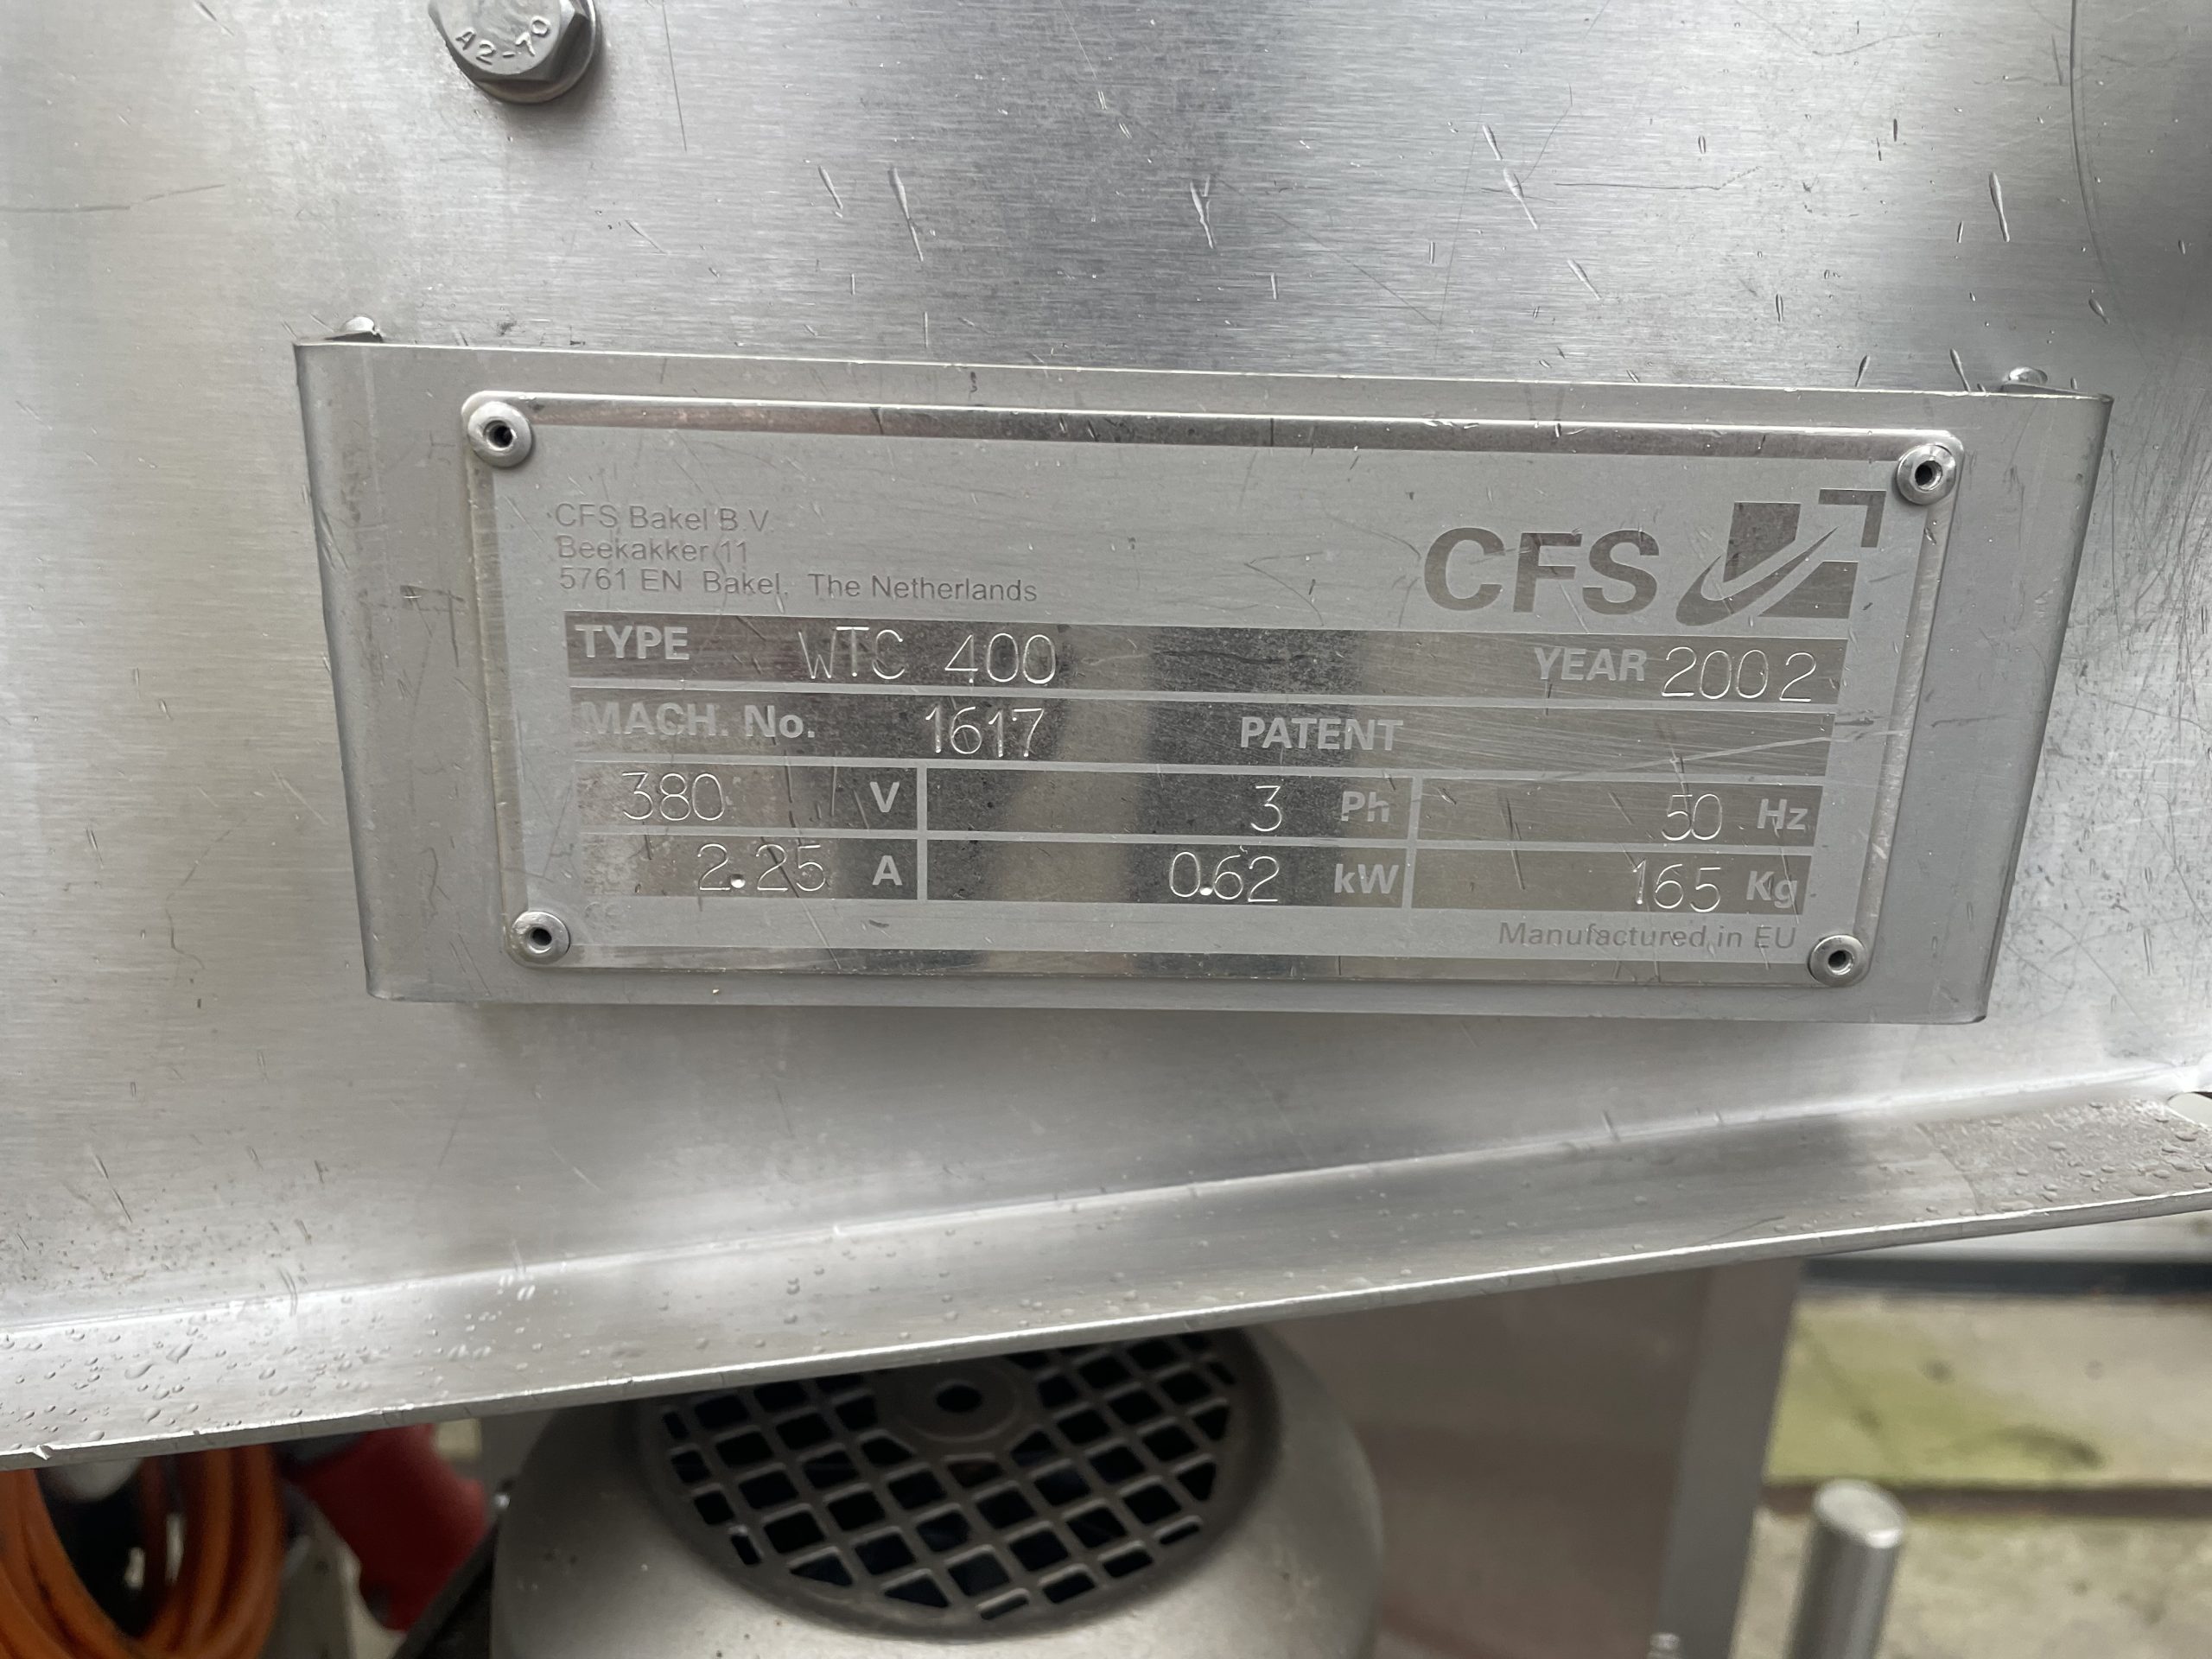 A2-70
CFS Bakel B.V.
Beekakker 11
5761 EN Bakel, The Netherlands
CFS
TYPE WTC 400 YEAR 2002
MACH. No. 1617 PATENT
380 V 3 Ph 50 Hz
2.25 A 0.62 kW 165 Kg
Manufactured in EU